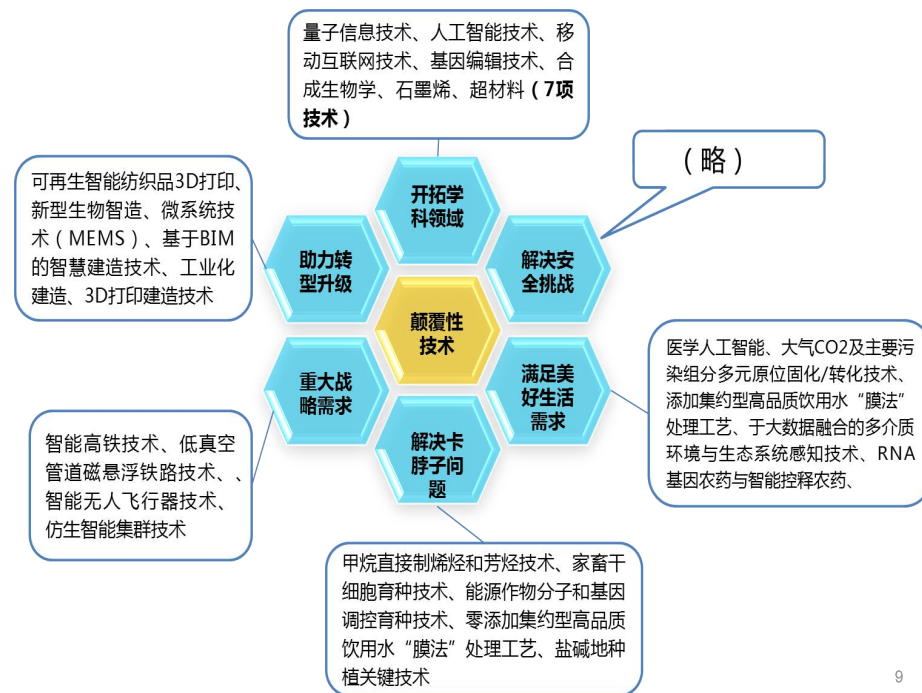 量子信息技术、人工智能技术、移
动互联网技术、基因编辑技术、合
成生物学、石墨烯、超材料（7项
技术）
（略）
可再生智能纺织品3D打印、
新型生物智造、微系统技
术（MEMS）、基于BIM
的智慧建造技术、工业化
建造、3D打印建造技术
开拓学
科领域
助力转
型升级
解决安
全挑战
颠覆性
技术
重大战
略需求
满足美
好生活
需求
解决卡
脖子问
题
医学人工智能、大气CO2及主要污
染组分多元原位固化/转化技术、
添加集约型高品质饮用水“膜法”
处理工艺、于大数据融合的多介质
环境与生态系统感知技术、RNA
基因农药与智能控释农药、
智能高铁技术、低真空
管道磁悬浮铁路技术、、
智能无人飞行器技术、
仿生智能集群技术
甲烷直接制烯烃和芳烃技术、家畜干
细胞育种技术、能源作物分子和基因
调控育种技术、零添加集约型高品质
饮用水“膜法”处理工艺、盐碱地种
植关键技术
9